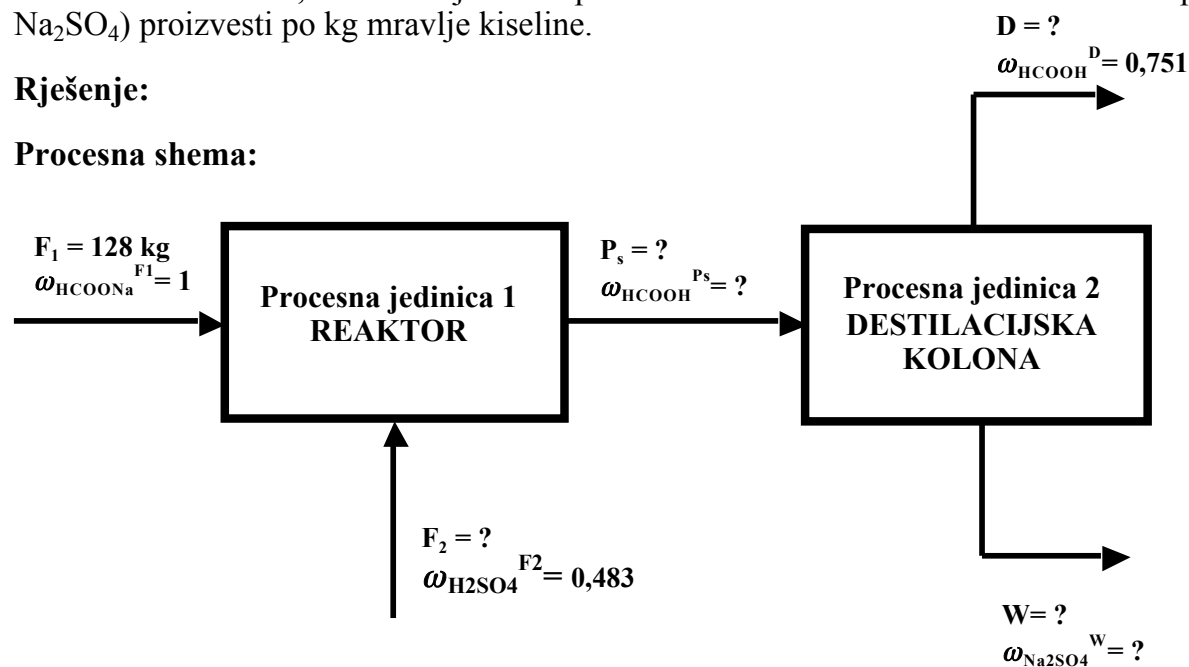 Na₂SO₄) proizvesti po kg mravlje kiseline.
Rješenje:
Procesna shema:
D = ?
ω_HCOOH^D = 0,751
F₁ = 128 kg
ω_HCOONa^F1 = 1
Procesna jedinica 1
REAKTOR
P_s = ?
ω_HCOOH^Ps = ?
Procesna jedinica 2
DESTILACIJSKA
KOLONA
F₂ = ?
ω_H2SO4^F2 = 0,483
W= ?
ω_Na2SO4^W = ?